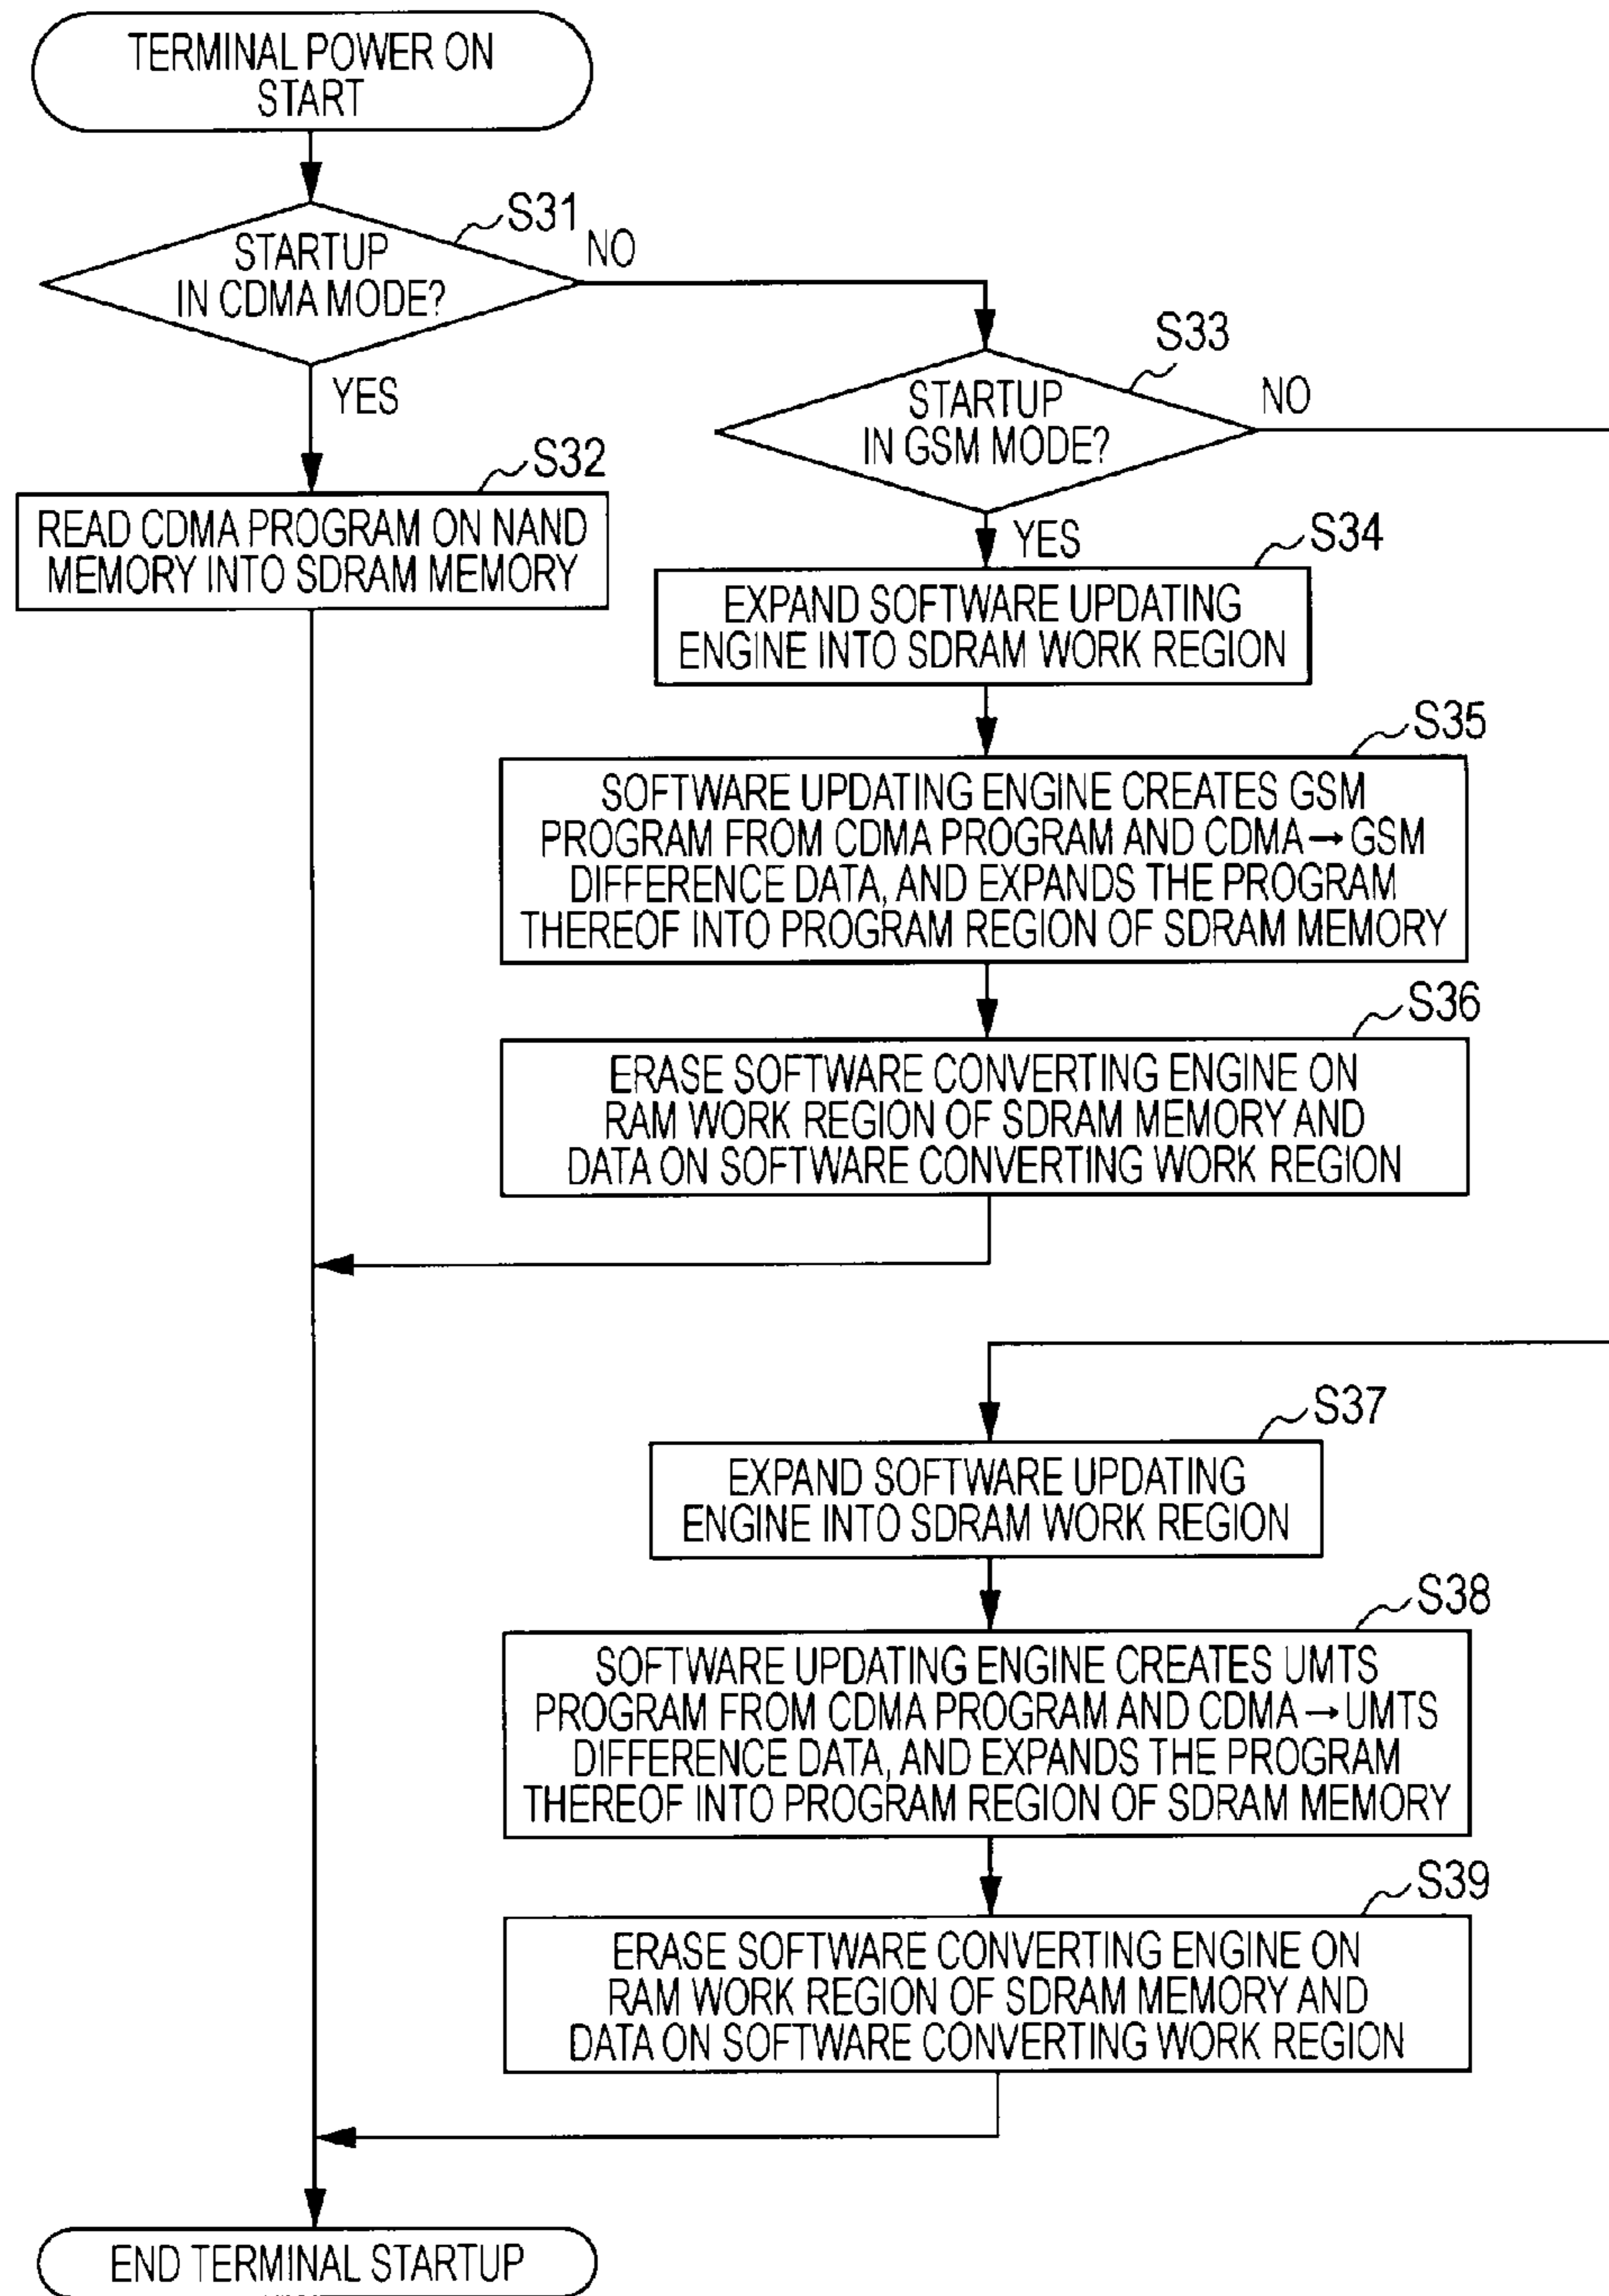 TERMINAL POWER ON
START
S31
STARTUP
IN CDMA MODE?
NO
YES
S33
STARTUP
IN GSM MODE?
NO
YES
S32
READ CDMA PROGRAM ON NAND
MEMORY INTO SDRAM MEMORY
S34
EXPAND SOFTWARE UPDATING
ENGINE INTO SDRAM WORK REGION
S35
SOFTWARE UPDATING ENGINE CREATES GSM
PROGRAM FROM CDMA PROGRAM AND CDMA → GSM
DIFFERENCE DATA, AND EXPANDS THE PROGRAM
THEREOF INTO PROGRAM REGION OF SDRAM MEMORY
S36
ERASE SOFTWARE CONVERTING ENGINE ON
RAM WORK REGION OF SDRAM MEMORY AND
DATA ON SOFTWARE CONVERTING WORK REGION
S37
EXPAND SOFTWARE UPDATING
ENGINE INTO SDRAM WORK REGION
S38
SOFTWARE UPDATING ENGINE CREATES UMTS
PROGRAM FROM CDMA PROGRAM AND CDMA → UMTS
DIFFERENCE DATA, AND EXPANDS THE PROGRAM
THEREOF INTO PROGRAM REGION OF SDRAM MEMORY
S39
ERASE SOFTWARE CONVERTING ENGINE ON
RAM WORK REGION OF SDRAM MEMORY AND
DATA ON SOFTWARE CONVERTING WORK REGION
END TERMINAL STARTUP